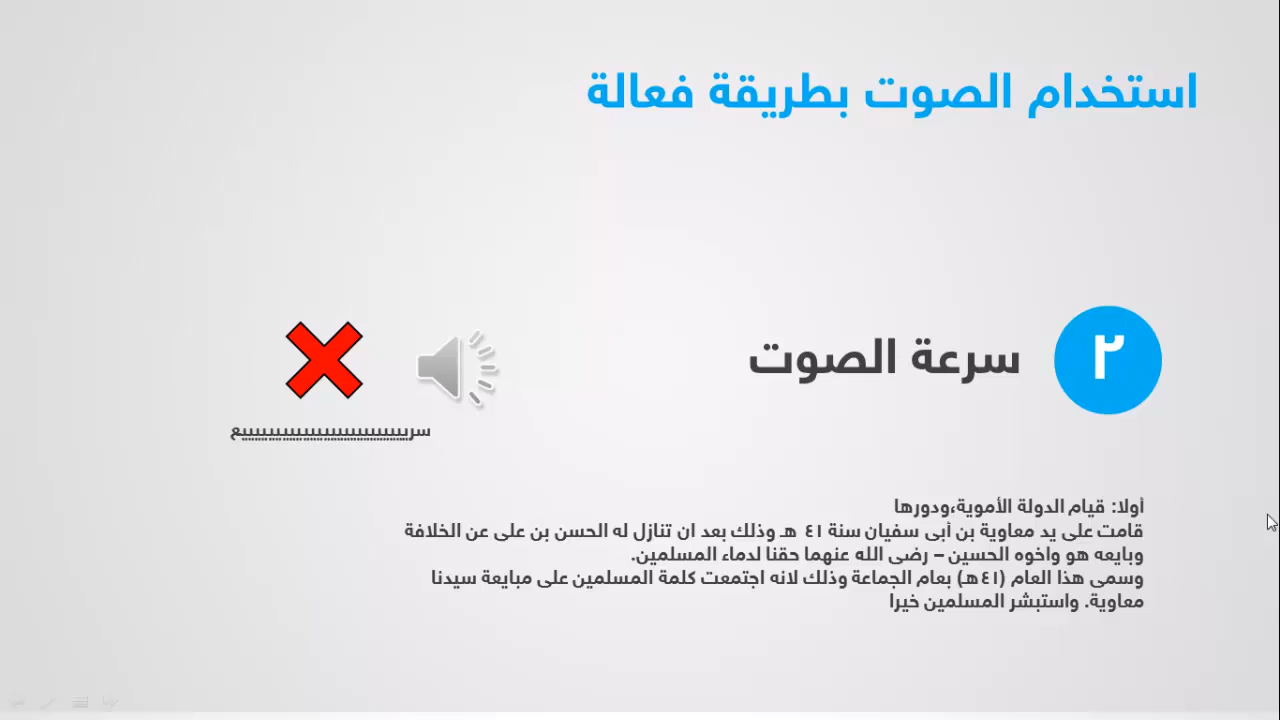 استخدام الصوت بطريقة فعالة
٢
سرعة الصوت
سريييييييييييييييييييييييييع
أولا: قيام الدولة الأموية،ودورها
قامت على يد معاوية بن أبى سفيان سنة ٤١ هـ وذلك بعد ان تنازل له الحسن بن على عن الخلافة
وبايعه هو واخوه الحسين – رضى الله عنهما حقنا لدماء المسلمين.
وسمى هذا العام (٤١هـ) بعام الجماعة وذلك لانه اجتمعت كلمة المسلمين على مبايعة سيدنا
معاوية. واستبشر المسلمين خيرا